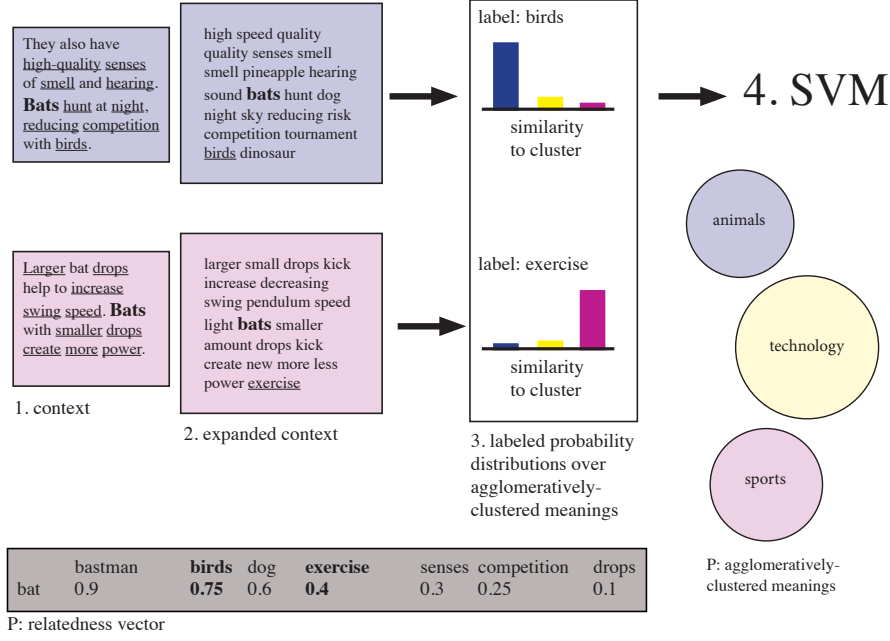 They also have
high-quality senses
of smell and hearing.
Bats hunt at night,
reducing competition
with birds.
high speed quality
quality senses smell
smell pineapple hearing
sound bats hunt dog
night sky reducing risk
competition tournament
birds dinosaur
label: birds
similarity
to cluster
4. SVM
Larger bat drops
help to increase
swing speed. Bats
with smaller drops
create more power.
1. context
larger small drops kick
increase decreasing
swing pendulum speed
light bats smaller
amount drops kick
create new more less
power exercise
2. expanded context
label: exercise
similarity
to cluster
3. labeled probability
distributions over
agglomeratively-
clustered meanings
animals
technology
sports
P: agglomeratively-
clustered meanings
bastman birds dog exercise senses competition drops
bat 0.9 0.75 0.6 0.4 0.3 0.25 0.1
P: relatedness vector